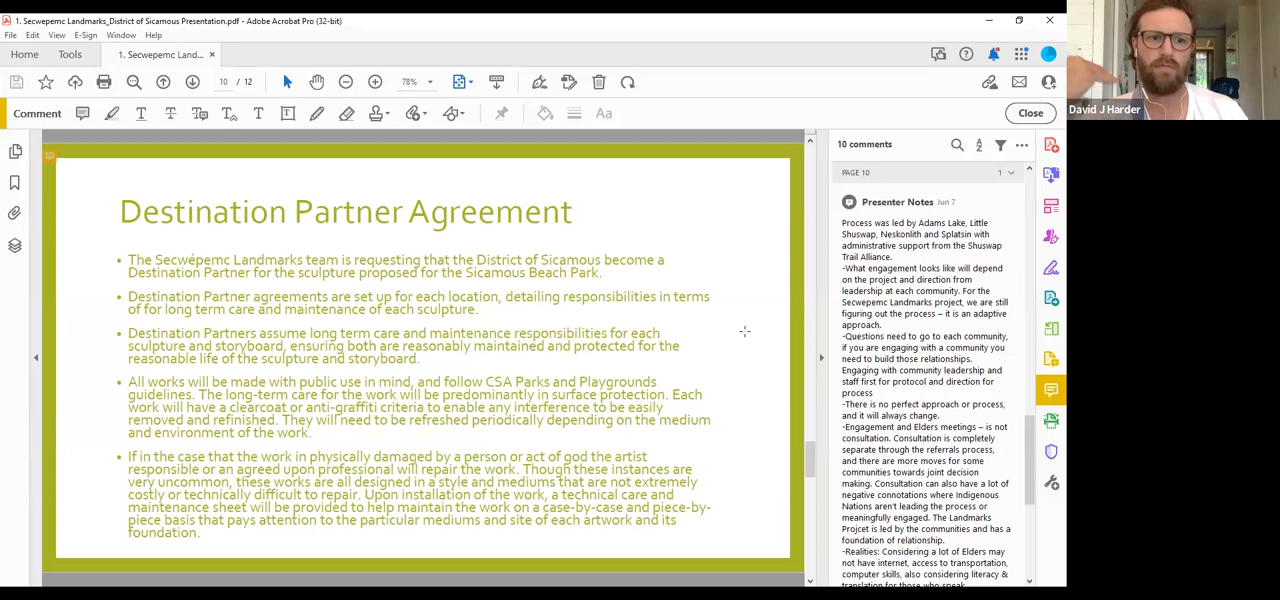 1. Secwepemc Landmarks_District of Sicamous Presentation.pdf - Adobe Acrobat Pro (32-bit)
File Edit View E-Sign Window Help
Home Tools 1. Secwepemc Land... ×
10 / 12 78%
Comment Aa Close
Destination Partner Agreement
• The Secwépemc Landmarks team is requesting that the District of Sicamous become a
Destination Partner for the sculpture proposed for the Sicamous Beach Park.
• Destination Partner agreements are set up for each location, detailing responsibilities in terms
of for long term care and maintenance of each sculpture.
• Destination Partners assume long term care and maintenance responsibilities for each
sculpture and storyboard, ensuring both are reasonably maintained and protected for the
reasonable life of the sculpture and storyboard.
• All works will be made with public use in mind, and follow CSA Parks and Playgrounds
guidelines. The long-term care for the work will be predominantly in surface protection. Each
work will have a clearcoat or anti-graffiti criteria to enable any interference to be easily
removed and refinished. They will need to be refreshed periodically depending on the medium
and environment of the work.
• If in the case that the work in physically damaged by a person or act of god the artist
responsible or an agreed upon professional will repair the work. Though these instances are
very uncommon, these works are all designed in a style and mediums that are not extremely
costly or technically difficult to repair. Upon installation of the work, a technical care and
maintenance sheet will be provided to help maintain the work on a case-by-case and piece-by-
piece basis that pays attention to the particular mediums and site of each artwork and its
foundation.
10 comments
PAGE 10 1
Presenter Notes Jun 7
Process was led by Adams Lake, Little
Shuswap, Neskonlith and Splatsin with
administrative support from the Shuswap
Trail Alliance.
-What engagement looks like will depend
on the project and direction from
leadership at each community. For the
Secwepemc Landmarks project, we are still
figuring out the process – it is an adaptive
approach.
-Questions need to go to each community,
if you are engaging with a community you
need to build those relationships.
Engaging with community leadership and
staff first for protocol and direction for
process
-There is no perfect approach or process,
and it will always change.
-Engagement and Elders meetings – is not
consultation. Consultation is completely
separate through the referrals process,
and there are more moves for some
communities towards joint decision
making. Consultation can also have a lot of
negative connotations where Indigenous
Nations aren't leading the process or
meaningfully engaged. The Landmarks
Projcet is led by the communities and has a
foundation of relationship.
-Realities: Considering a lot of Elders may
not have internet, access to transportation,
computer skills, also considering literacy &
translation for those who speak
David J Harder